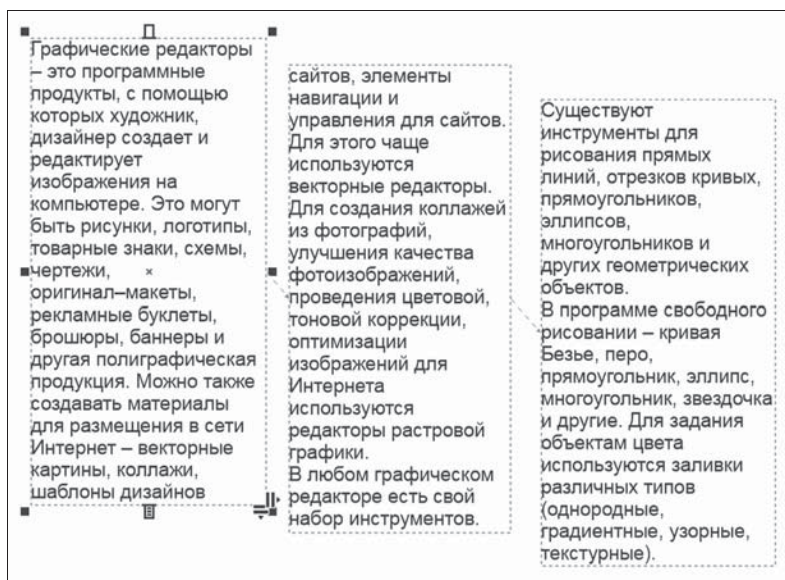 Графические редакторы
– это программные
продукты, с помощью
которых художник,
дизайнер создает и
редактирует
изображения на
компьютере. Это могут
быть рисунки, логотипы,
товарные знаки, схемы,
чертежи,
оригинал–макеты,
рекламные буклеты,
брошюры, баннеры и
другая полиграфическая
продукция. Можно также
создавать материалы
для размещения в сети
Интернет – векторные
картины, коллажи,
шаблоны дизайнов
сайтов, элементы
навигации и
управления для сайтов.
Для этого чаще
используются
векторные редакторы.
Для создания коллажей
из фотографий,
улучшения качества
фотоизображений,
проведения цветовой,
тоновой коррекции,
оптимизации
изображений для
Интернета
используются
редакторы растровой
графики.
В любом графическом
редакторе есть свой
набор инструментов.
Существуют
инструменты для
рисования прямых
линий, отрезков кривых,
прямоугольников,
эллипсов,
многоугольников и
других геометрических
объектов.
В программе свободного
рисовании – кривая
Безье, перо,
прямоугольник, эллипс,
многоугольник, звездочка
и другие. Для задания
объектам цвета
используются заливки
различных типов
(однородные,
градиентные, узорные,
текстурные).